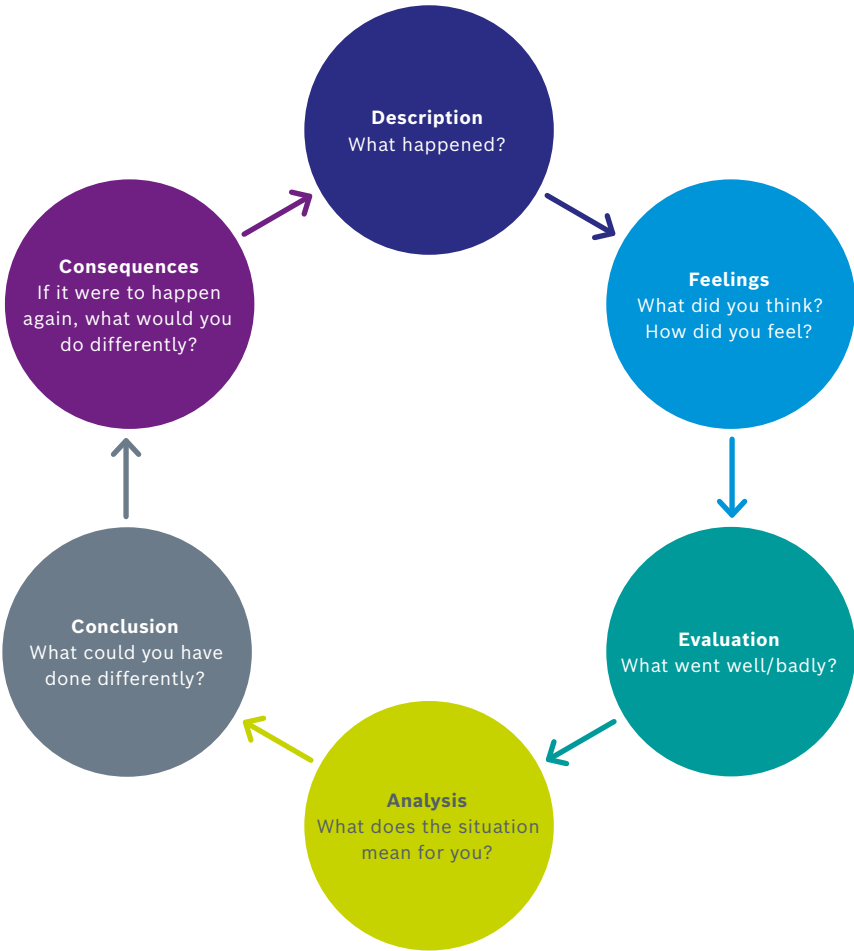 Description
What happened?
Feelings
What did you think?
How did you feel?
Evaluation
What went well/badly?
Analysis
What does the situation
mean for you?
Conclusion
What could you have
done differently?
Consequences
If it were to happen
again, what would you
do differently?